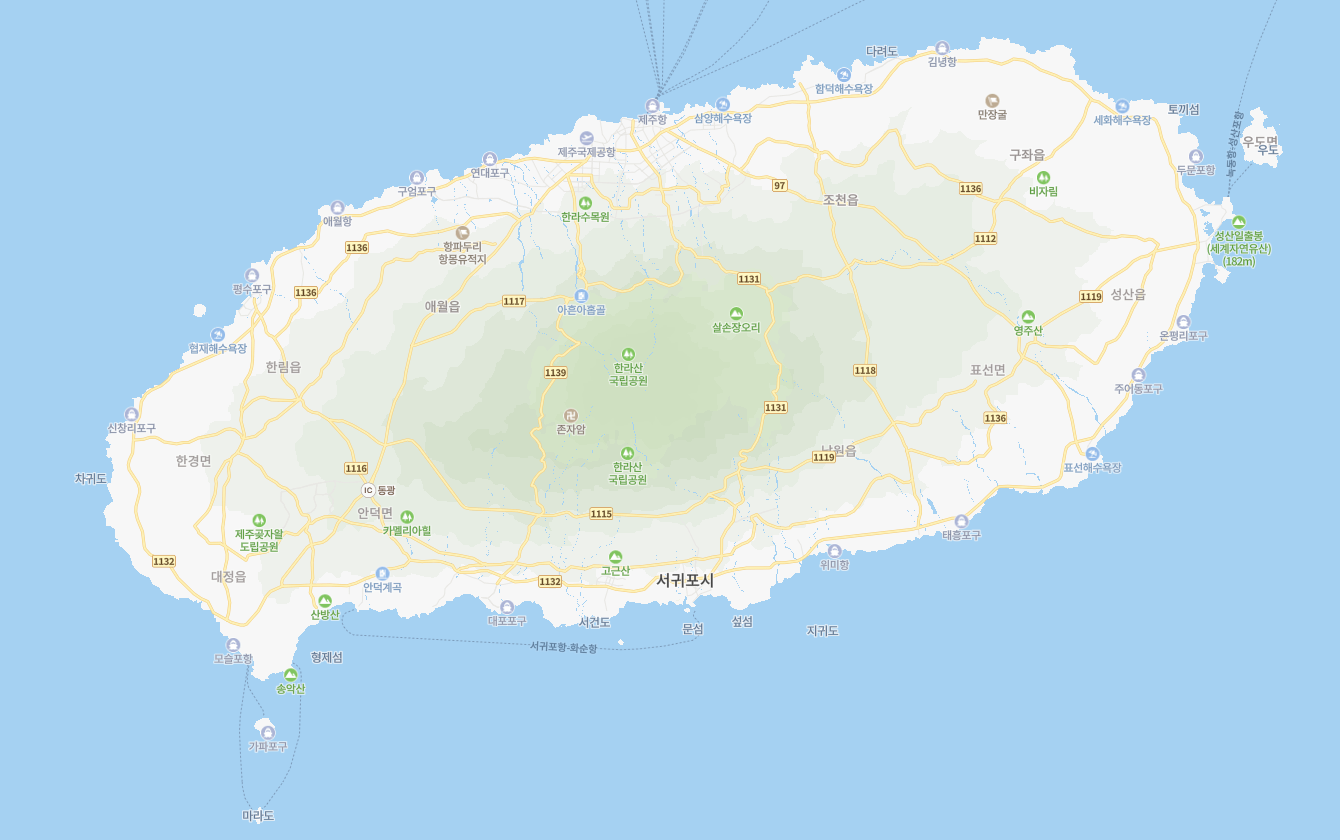 다려도
김녕항
함덕해수욕장
제주항
삼양해수욕장
만장굴
세화해수욕장
토끼섬
녹동항-성산포항
우도면
우도
제주국제공항
연대포구
구좌읍
두문포항
구엄포구
97
1136
비자림
조천읍
애월항
한라수목원
성산일출봉
(세계자연유산)
(182m)
1136
항파두리
항몽유적지
1112
평수포구
1136
1117
아흔아홉골
1131
애월읍
1119
성산읍
살손장오리
영주산
온평리포구
협재해수욕장
한림읍
한라산
국립공원
1139
1118
표선면
주어동포구
신창리포구
존자암
1131
1136
한경면
1116
한라산
국립공원
1119
남원읍
표선해수욕장
차귀도
IC 동광
안덕면
카멜리아힐
1115
태흥포구
제주곶자왈
도립공원
1132
대정읍
안덕계곡
1132
고근산
서귀포시
위미항
산방산
대포포구
서건도
문섬
섶섬
지귀도
모슬포항
형제섬
서귀포항-화순항
송악산
가파포구
마라도